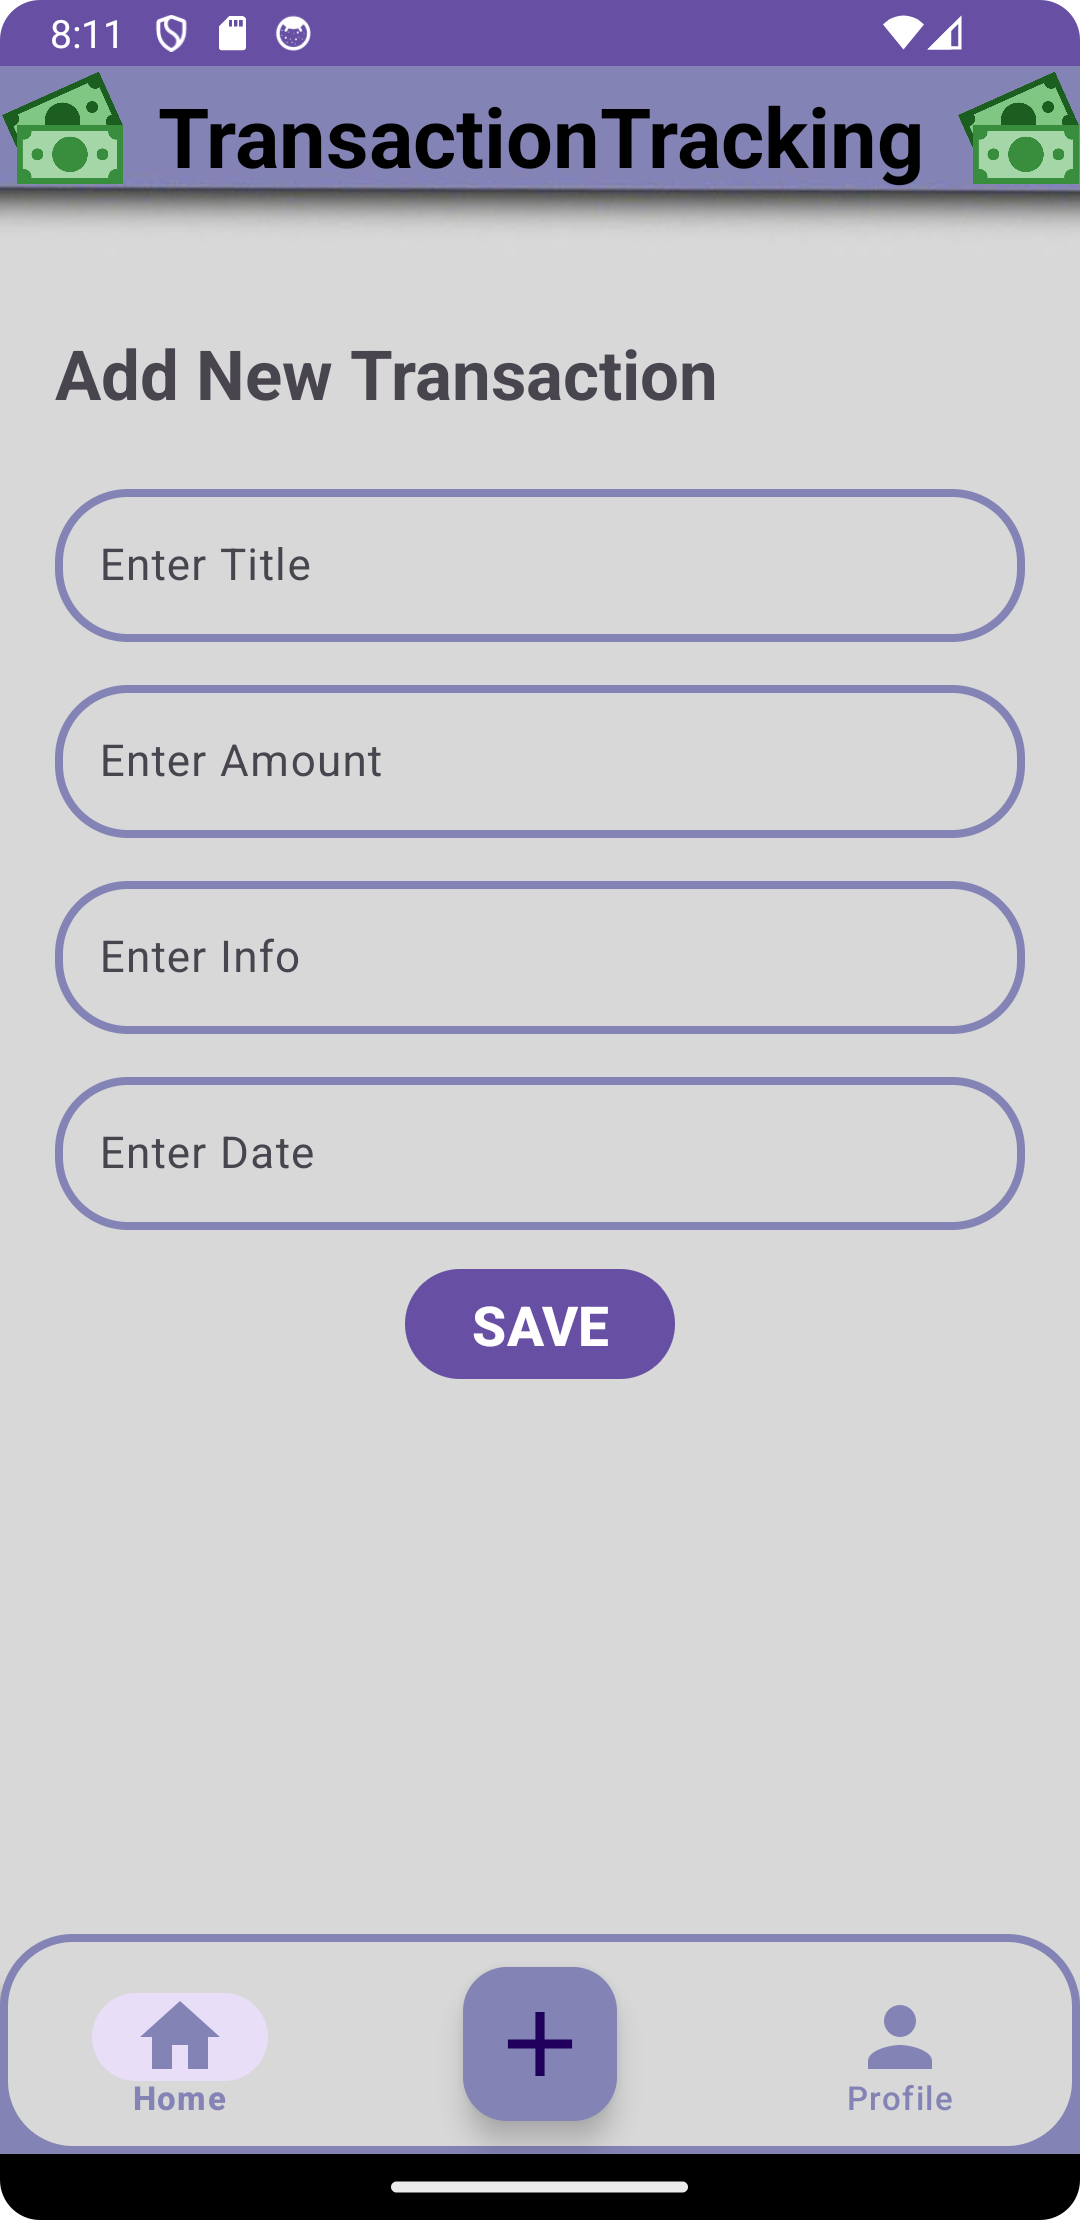 8:11
TransactionTracking
Add New Transaction
Enter Title
Enter Amount
Enter Info
Enter Date
SAVE
Home
Profile